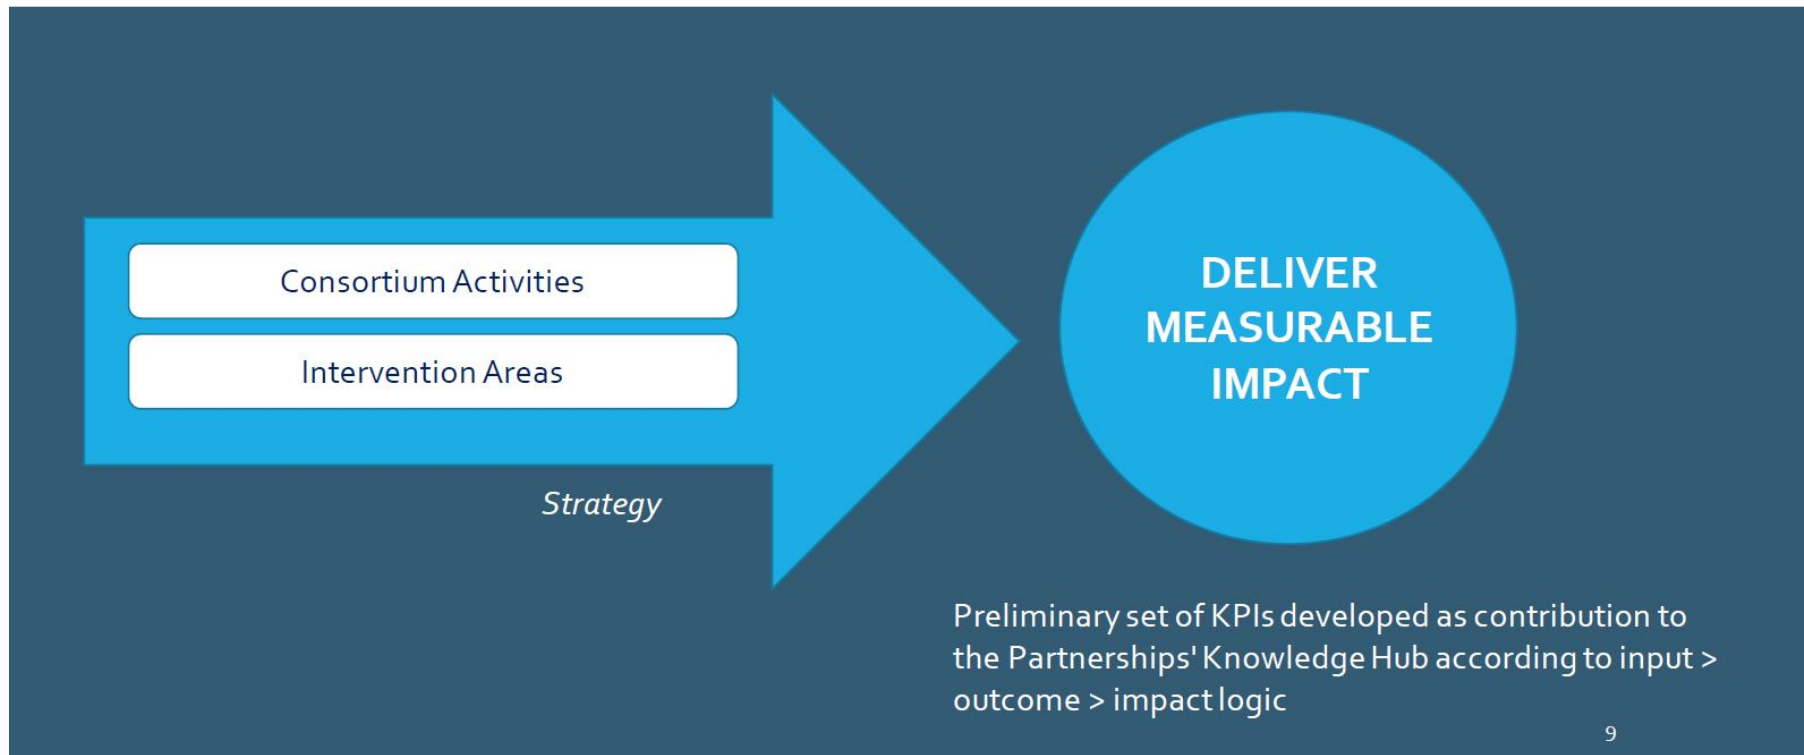 Consortium Activities
Intervention Areas
Strategy
DELIVER
MEASURABLE
IMPACT
Preliminary set of KPIs developed as contribution to
the Partnerships' Knowledge Hub according to input >
outcome > impact logic
9